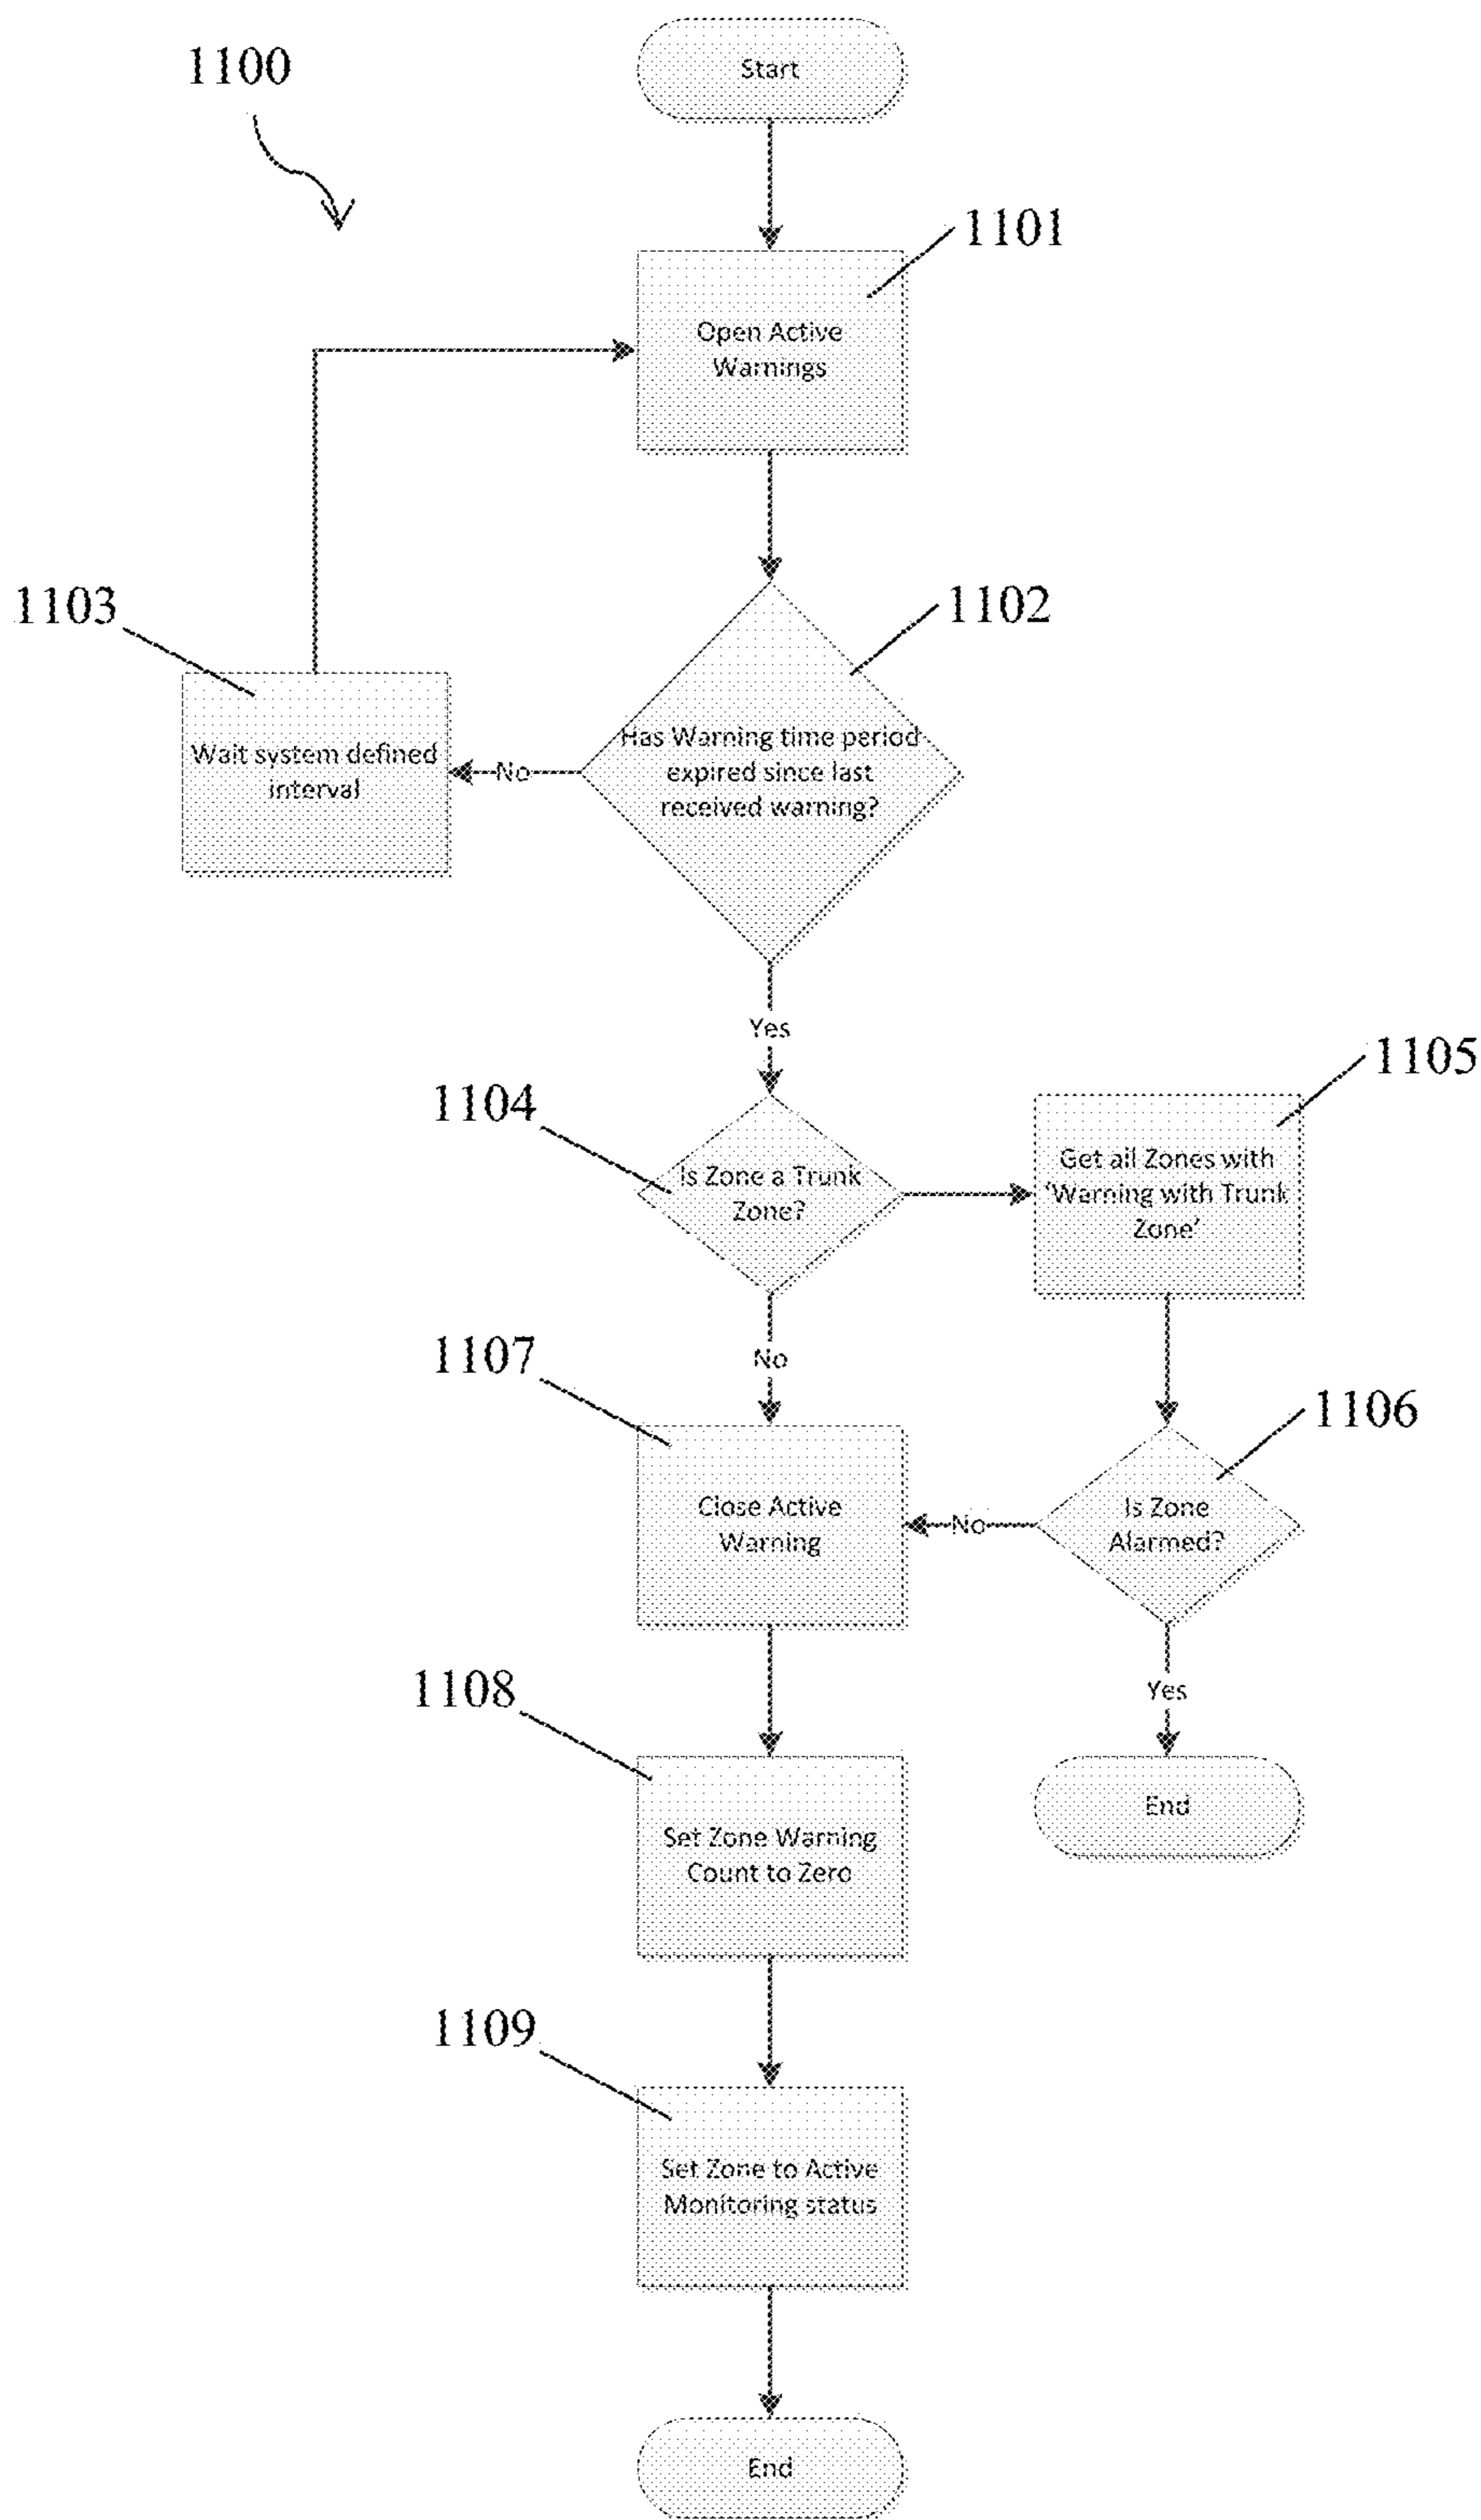 1100
Start
1101
Open Active
Warnings
1102
1103
Has Warning time period
expired since last
received warning?
Wait system defined
interval
No
Yes
1105
1104
Get all Zones with
'Warning with Trunk
Zone'
Is Zone a Trunk
Zone?
1107
No
1106
Close Active
Warning
No
Is Zone
Alarmed?
1108
Yes
Set Zone Warning
Count to Zero
End
1109
Set Zone to Active
Monitoring status
End